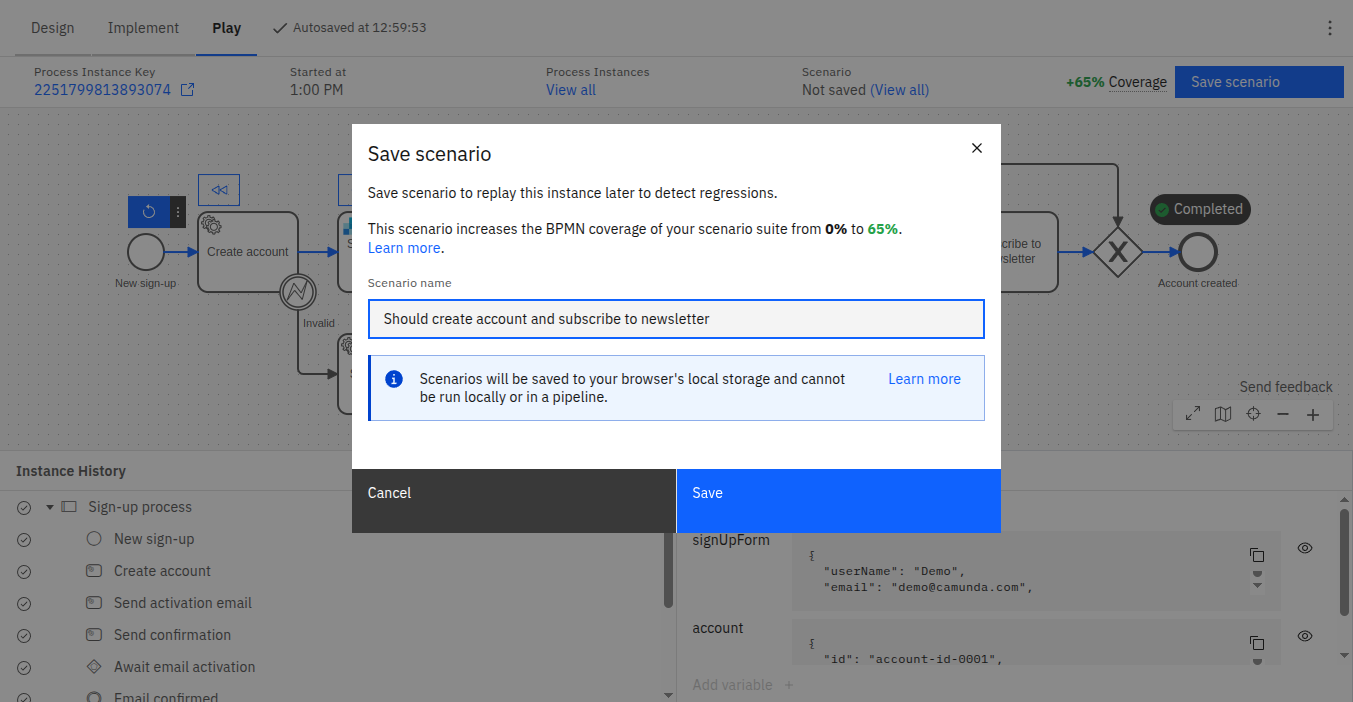 Design Implement Play Autosaved at 12:59:53
Process Instance Key Started at Process Instances Scenario
2251799813893074 1:00 PM View all Not saved (View all) +65% Coverage Save scenario
Save scenario
Save scenario to replay this instance later to detect regressions.
This scenario increases the BPMN coverage of your scenario suite from 0% to 65%.
Learn more.
Scenario name
Should create account and subscribe to newsletter
Scenarios will be saved to your browser's local storage and cannot
be run locally or in a pipeline.
Learn more
Cancel Save
New sign-up
Create account
Invalid
cribe to
sletter
X
Completed
Account created
Send feedback
Instance History
Sign-up process
New sign-up
Create account
Send activation email
Send confirmation
Await email activation
Email confirmed
signUpForm
{
"userName": "Demo",
"email": "demo@camunda.com",
account
{
"id": "account-id-0001",
Add variable +